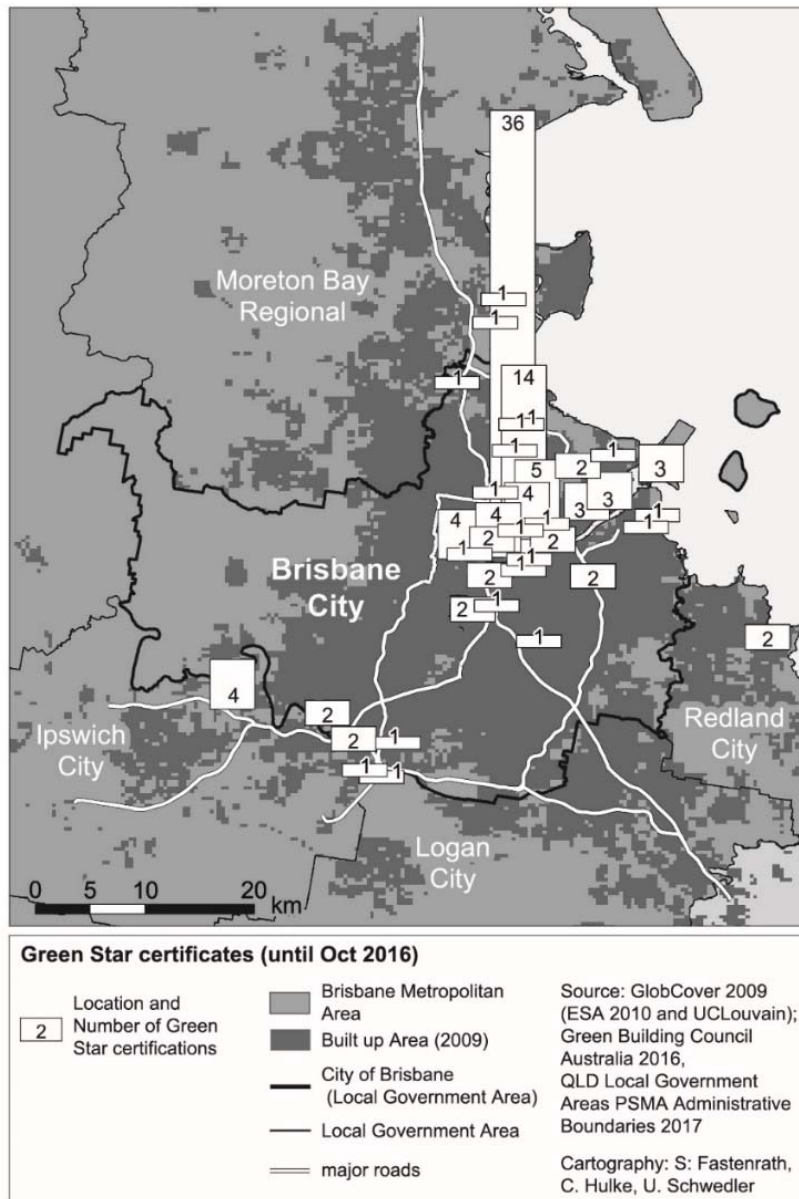 36
Moreton Bay
Regional
1
1
1
14
1
1
1
1
5
2
3
1
4
3
3
4
4
1
1
1
1
2
2
1
1
1
2
2
Brisbane
City
2
1
1
2
4
2
2
1
1
1
Ipswich
City
Redland
City
Logan
City
0 5 10 20
km
Green Star certificates (until Oct 2016)
2
Location and
Number of Green
Star certifications
Brisbane Metropolitan
Area
Built up Area (2009)
City of Brisbane
(Local Government Area)
Local Government Area
major roads
Source: GlobCover 2009
(ESA 2010 and UCLouvain);
Green Building Council
Australia 2016,
QLD Local Government
Areas PSMA Administrative
Boundaries 2017
Cartography: S: Fastenrath,
C. Hulke, U. Schwedler